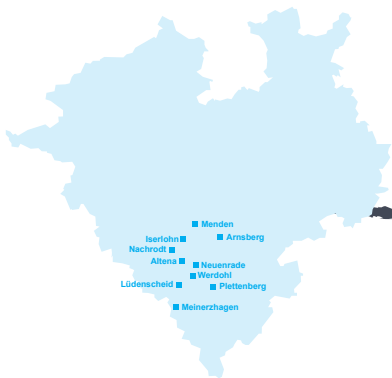 Menden
Arnsberg
Iserlohn
Nachrodt
Altena
Neuenrade
Werdohl
Lüdenscheid
Plettenberg
Meinerzhagen